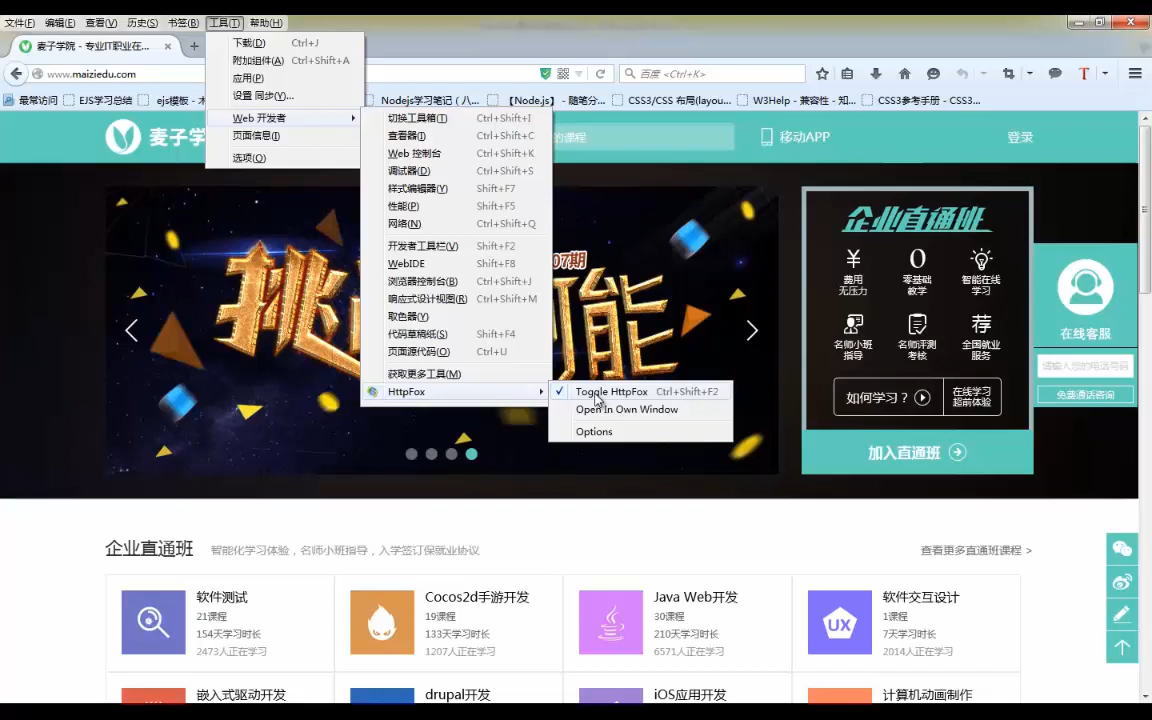 文件(F) 编辑(E) 查看(V) 历史(S) 书签(B) 工具(T) 帮助(H)
麦子学院 - 专业IT职业在...
www.maiziedu.com
百度 <Ctrl+K>
最常访问 EJS学习总结 ejs模板 - 木
Nodejs学习笔记（八... 【Node.js】 - 随笔分... CSS3/CSS 布局(layou... W3Help - 兼容性 - 知... CSS3参考手册 - CSS3...
下载(D) Ctrl+J
附加组件(A) Ctrl+Shift+A
应用(P)
设置 同步(Y)...
Web 开发者
页面信息(I)
选项(O)
切换工具箱(T) Ctrl+Shift+I
查看器(I) Ctrl+Shift+C
Web 控制台 Ctrl+Shift+K
调试器(D) Ctrl+Shift+S
样式编辑器(Y) Shift+F7
性能(P) Shift+F5
网络(N) Ctrl+Shift+Q
开发者工具栏(V) Shift+F2
WebIDE Shift+F8
浏览器控制台(B) Ctrl+Shift+J
响应式设计视图(R) Ctrl+Shift+M
取色器(Y)
代码草稿纸(S) Shift+F4
页面源代码(O) Ctrl+U
获取更多工具(M)
HttpFox
Toggle HttpFox Ctrl+Shift+F2
Open In Own Window
Options
麦子学
的课程
移动APP
登录
07期
挑
可能
企业直通班
¥ 费用
无压力
0 零基础
教学
智能在线
学习
名师小班
指导
名师评测
考核
荐
全国就业
服务
如何学习？
在线学习
超前体验
加入直通班
在线客服
请输入您的电话号码
免费通话咨询
企业直通班 智能化学习体验，名师小班指导，入学签订保就业协议
查看更多直通班课程 >
软件测试
21课程
154天学习时长
2473人正在学习
Cocos2d手游开发
19课程
133天学习时长
1207人正在学习
Java Web开发
30课程
210天学习时长
6571人正在学习
UX
软件交互设计
1课程
7天学习时长
2014人正在学习
嵌入式驱动开发
drupal开发
iOS应用开发
计算机动画制作